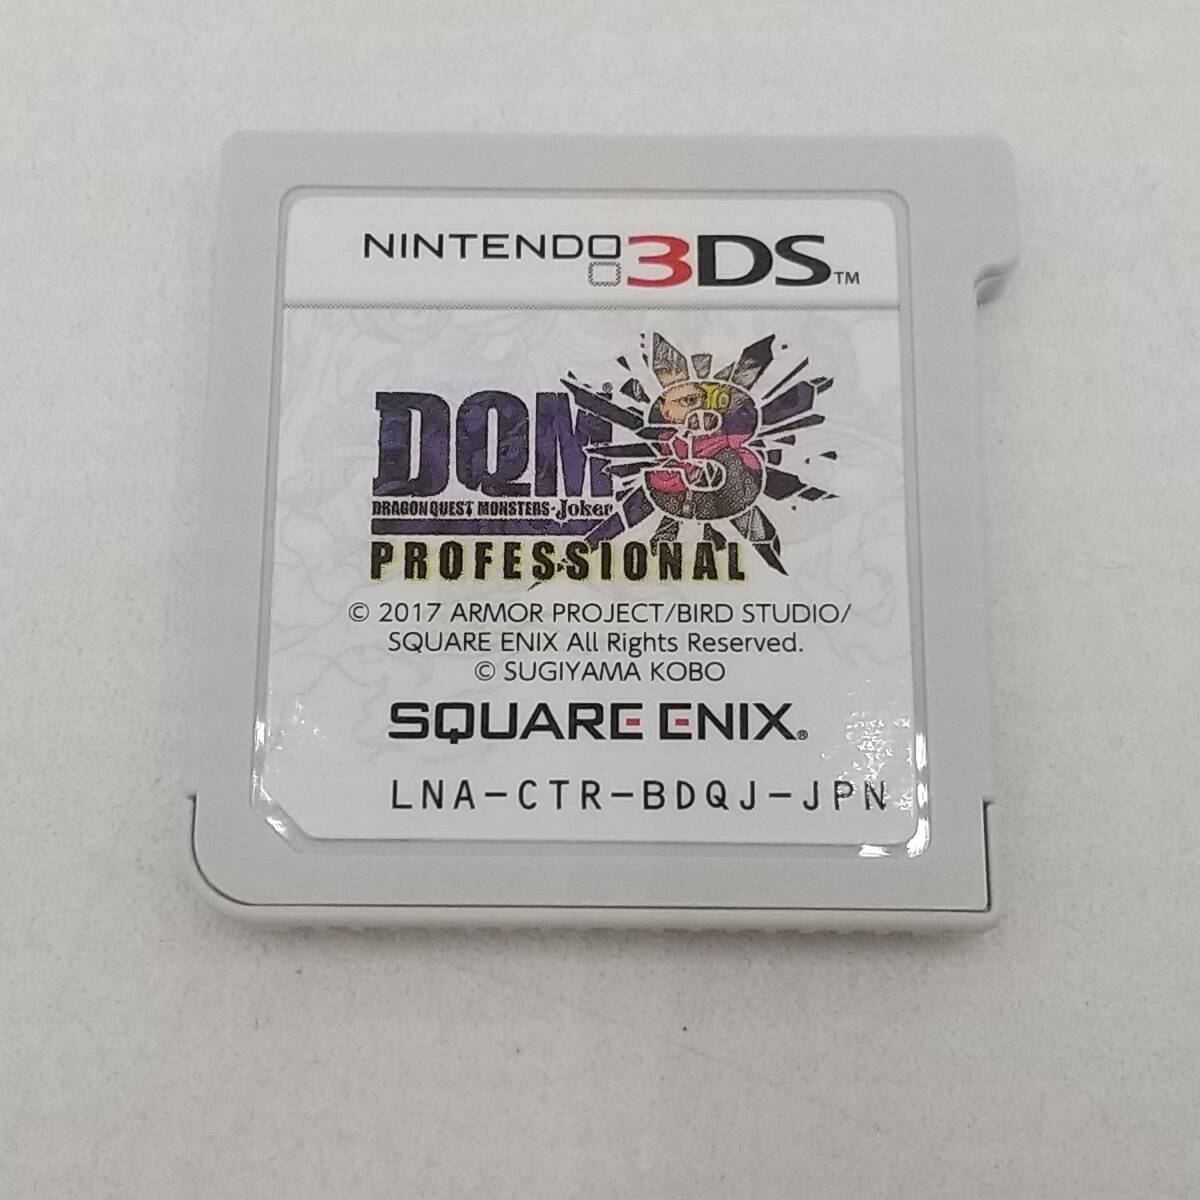 NINTENDO 3DS™
DQM® 3
DRAGON QUEST MONSTERS-Joker
PROFESSIONAL
© 2017 ARMOR PROJECT/BIRD STUDIO/
SQUARE ENIX All Rights Reserved.
© SUGIYAMA KOBO
SQUARE ENIX®
LNA-CTR-BDQJ-JPN